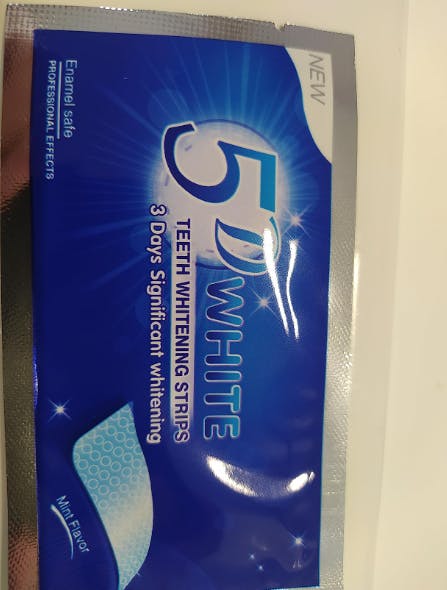 NEW
5D WHITE
TEETH WHITENING STRIPS
3 Days Significant whitening
Enamel safe
PROFESSIONAL EFFECTS
Mint Flavor